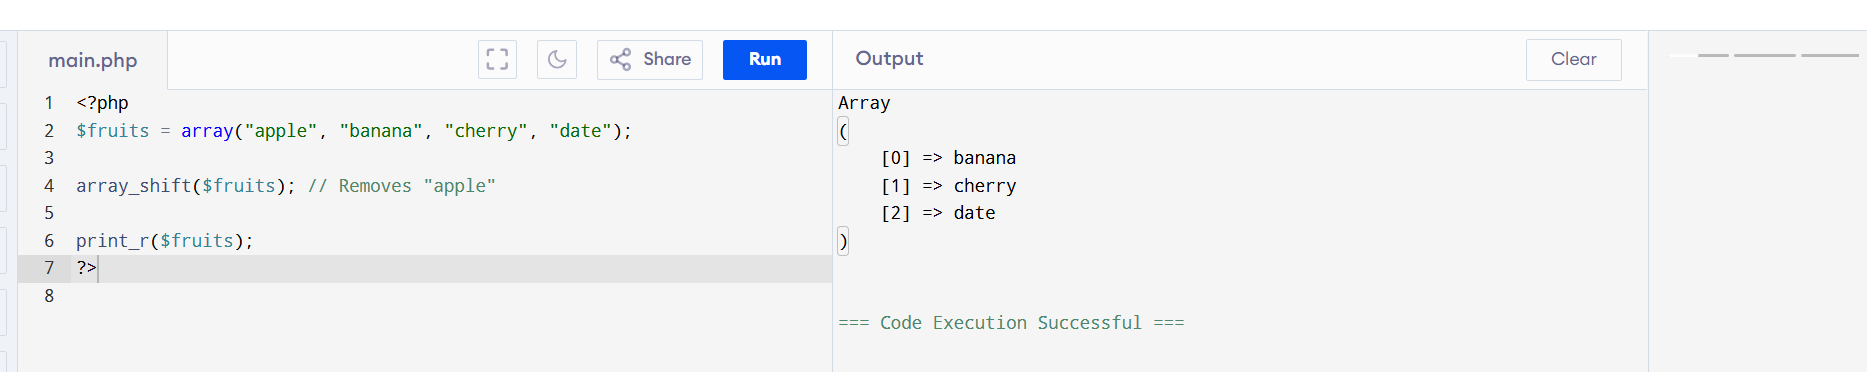 main.php
Share
Run
Output
Clear
1 <?php
2 $fruits = array("apple", "banana", "cherry", "date");
3
4 array_shift($fruits); // Removes "apple"
5
6 print_r($fruits);
7 ?>
8
Array
(
    [0] => banana
    [1] => cherry
    [2] => date
)
=== Code Execution Successful ===